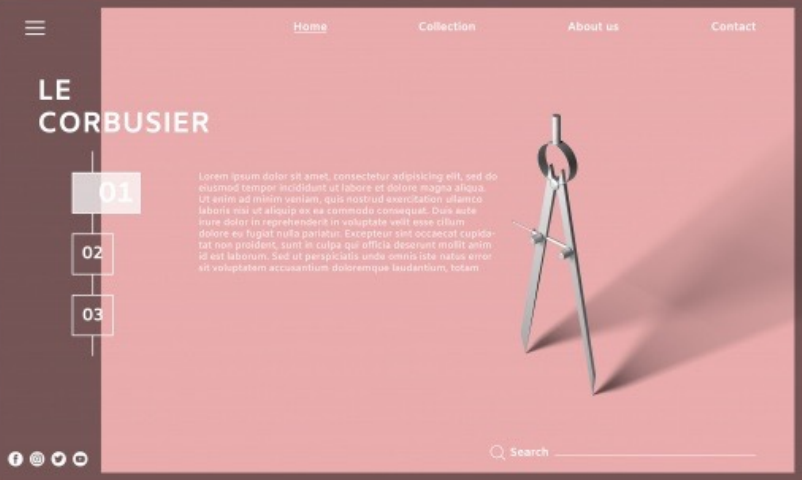 Home Collection About us Contact
LE
CORBUSIER
01
Lorem ipsum dolor sit amet, consectetur adipisicing elit, sed do
eiusmod tempor incididunt ut labore et dolore magna aliqua.
Ut enim ad minim veniam, quis nostrud exercitation ullamco
laboris nisi ut aliquip ex ea commodo consequat. Duis aute
irure dolor in reprehenderit in voluptate velit esse cillum
dolore eu fugiat nulla pariatur. Excepteur sint occaecat cupida-
tat non proident, sunt in culpa qui officia deserunt mollit anim
id est laborum. Sed ut perspiciatis unde omnis iste natus error
sit voluptatem accusantium doloremque laudantium, totam
02
03
Search